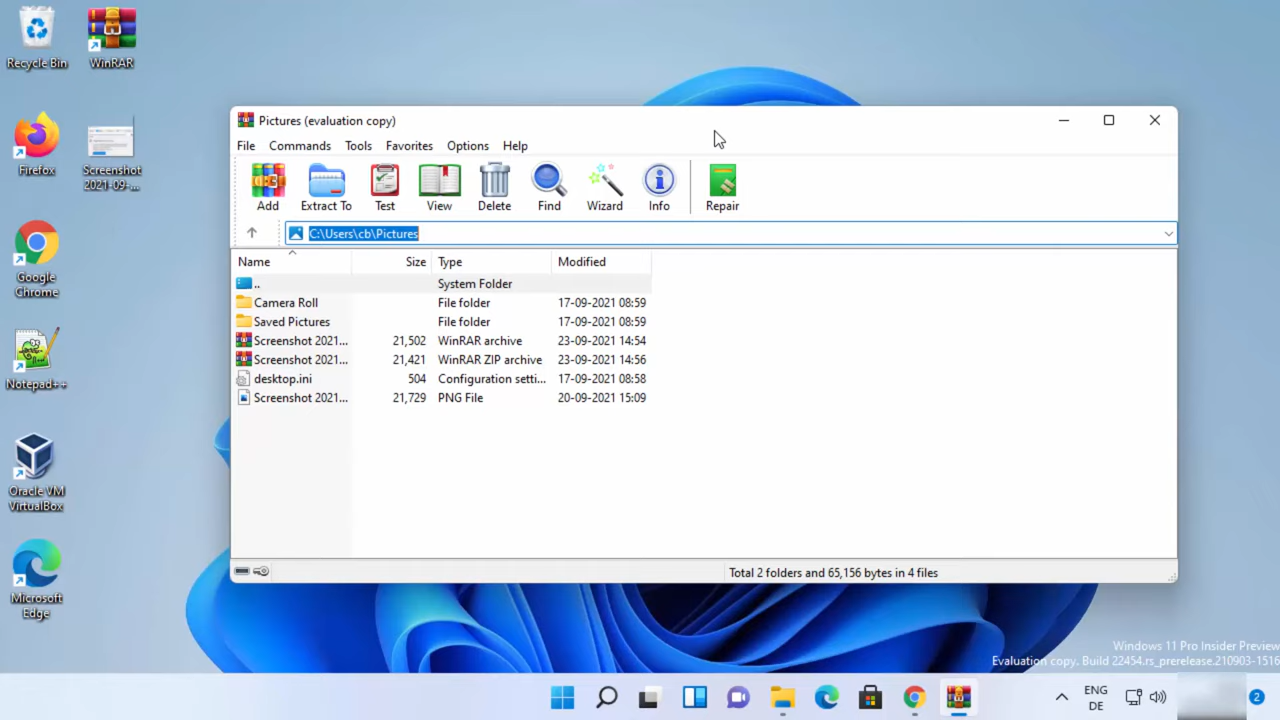 Recycle Bin
WinRAR
Firefox
Screenshot
2021-09-...
Google
Chrome
Notepad++
Oracle VM
VirtualBox
Microsoft
Edge
Pictures (evaluation copy)
File Commands Tools Favorites Options Help
Add Extract To Test View Delete Find Wizard Info Repair
C:\Users\cb\Pictures
Name Size Type Modified
.. System Folder
Camera Roll File folder 17-09-2021 08:59
Saved Pictures File folder 17-09-2021 08:59
Screenshot 2021... 21,502 WinRAR archive 23-09-2021 14:54
Screenshot 2021... 21,421 WinRAR ZIP archive 23-09-2021 14:56
desktop.ini 504 Configuration setti... 17-09-2021 08:58
Screenshot 2021... 21,729 PNG File 20-09-2021 15:09
Total 2 folders and 65,156 bytes in 4 files
Windows 11 Pro Insider Preview
Evaluation copy. Build 22454.rs_prerelease.210903-1516
ENG
DE
2